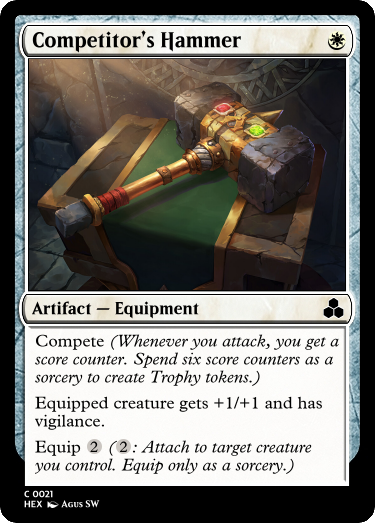 Competitor's Hammer
Artifact — Equipment
Compete (Whenever you attack, you get a
score counter. Spend six score counters as a
sorcery to create Trophy tokens.)
Equipped creature gets +1/+1 and has
vigilance.
Equip 2 (2: Attach to target creature
you control. Equip only as a sorcery.)
C 0021
HEX AGUS SW